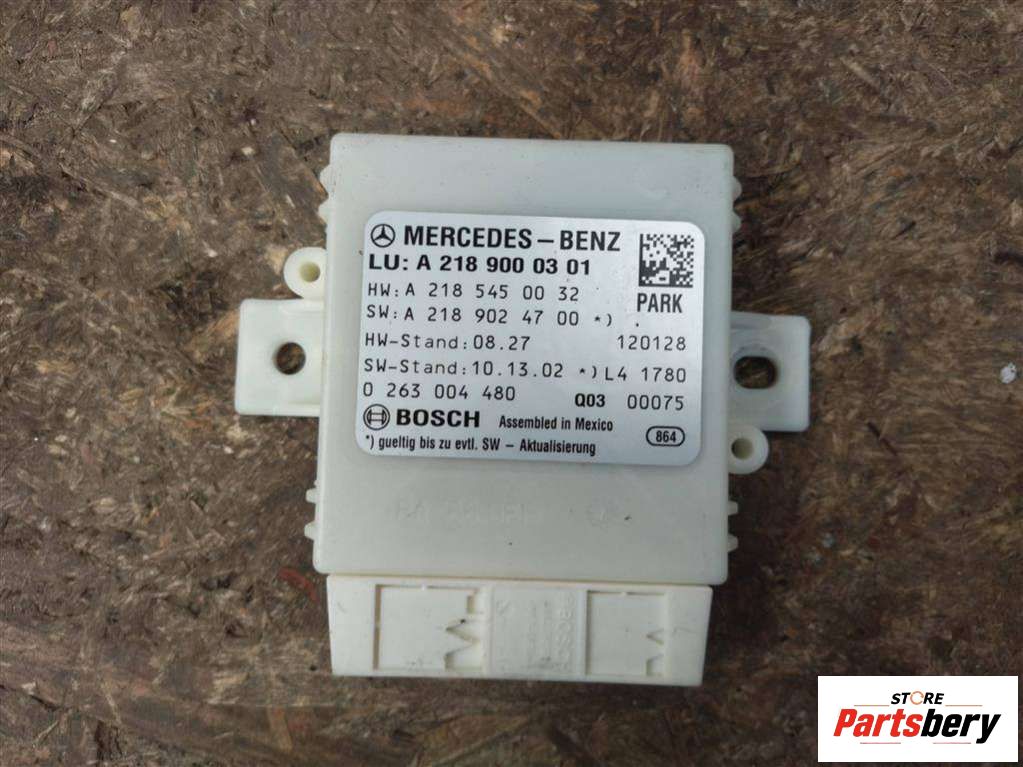 MERCEDES-BENZ
LU: A 218 900 03 01
HW: A 218 545 00 32
PARK
SW: A 218 902 47 00 *)
HW-Stand: 08.27 120128
SW-Stand: 10.13.02 *) L4 1780
0 263 004 480 Q03 00075
BOSCH Assembled in Mexico
*) gueltig bis zu evtl. SW - Aktualisierung
864
STORE
Partsbery